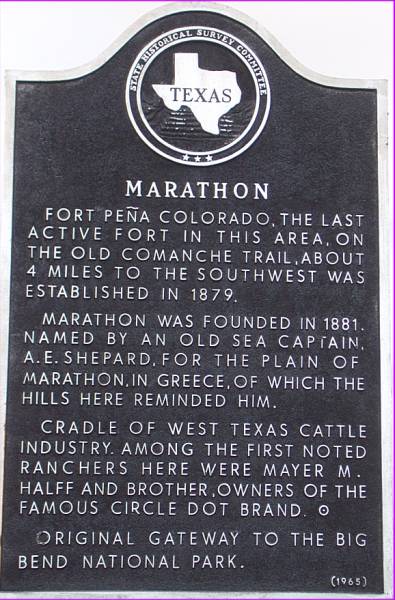 STATE HISTORICAL SURVEY COMMITTEE
TEXAS
MARATHON
FORT PEÑA COLORADO, THE LAST
ACTIVE FORT IN THIS AREA, ON
THE OLD COMANCHE TRAIL, ABOUT
4 MILES TO THE SOUTHWEST WAS
ESTABLISHED IN 1879.
MARATHON WAS FOUNDED IN 1881.
NAMED BY AN OLD SEA CAPTAIN,
A.E. SHEPARD, FOR THE PLAIN OF
MARATHON, IN GREECE, OF WHICH THE
HILLS HERE REMINDED HIM.
CRADLE OF WEST TEXAS CATTLE
INDUSTRY. AMONG THE FIRST NOTED
RANCHERS HERE WERE MAYER M.
HALFF AND BROTHER, OWNERS OF THE
FAMOUS CIRCLE DOT BRAND. ⊙
ORIGINAL GATEWAY TO THE BIG
BEND NATIONAL PARK.
(1965)